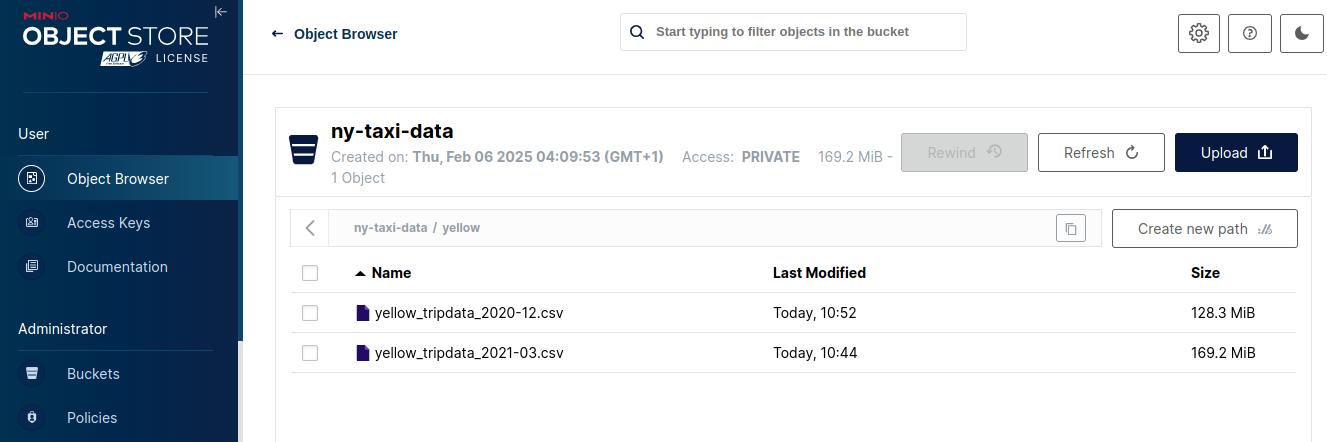 MINIO
OBJECT STORE
AGPLv3 LICENSE
User
Object Browser
Access Keys
Documentation
Administrator
Buckets
Policies
Object Browser
Start typing to filter objects in the bucket
ny-taxi-data
Created on: Thu, Feb 06 2025 04:09:53 (GMT+1) Access: PRIVATE 169.2 MiB -
1 Object
Rewind
Refresh
Upload
ny-taxi-data / yellow
Create new path
Name Last Modified Size
yellow_tripdata_2020-12.csv Today, 10:52 128.3 MiB
yellow_tripdata_2021-03.csv Today, 10:44 169.2 MiB